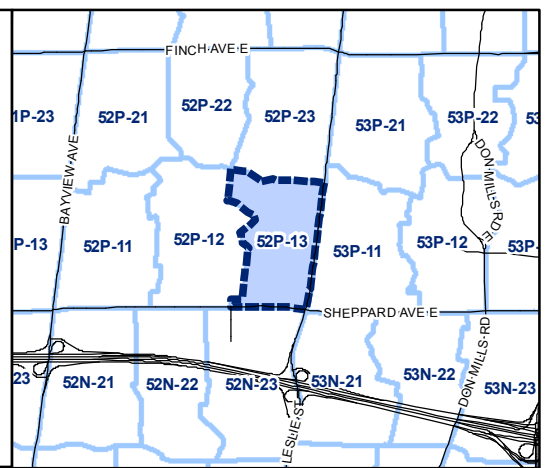 FINCH AVE E
1P-23
52P-21
52P-22
52P-23
53P-21
53P-22
53
BAYVIEW AVE
DON MILLS RD E
P-13
52P-11
52P-12
52P-13
53P-11
53P-12
53P-
SHEPPARD AVE E
23
52N-21
52N-22
52N-23
53N-21
53N-22
53N-23
LESLIE ST
DON MILLS RD